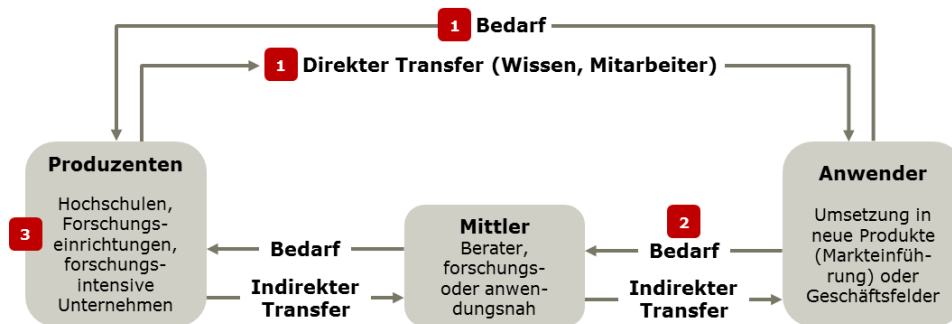 1 Bedarf
1 Direkter Transfer (Wissen, Mitarbeiter)
Produzenten
Hochschulen,
Forschungs-
einrichtungen,
forschungs-
intensive
Unternehmen
3
Bedarf
Indirekter
Transfer
Mittler
Berater,
forschungs-
oder anwen-
dungsnah
2
Bedarf
Indirekter
Transfer
Anwender
Umsetzung in
neue Produkte
(Markteinfüh-
rung) oder
Geschäftsfelder